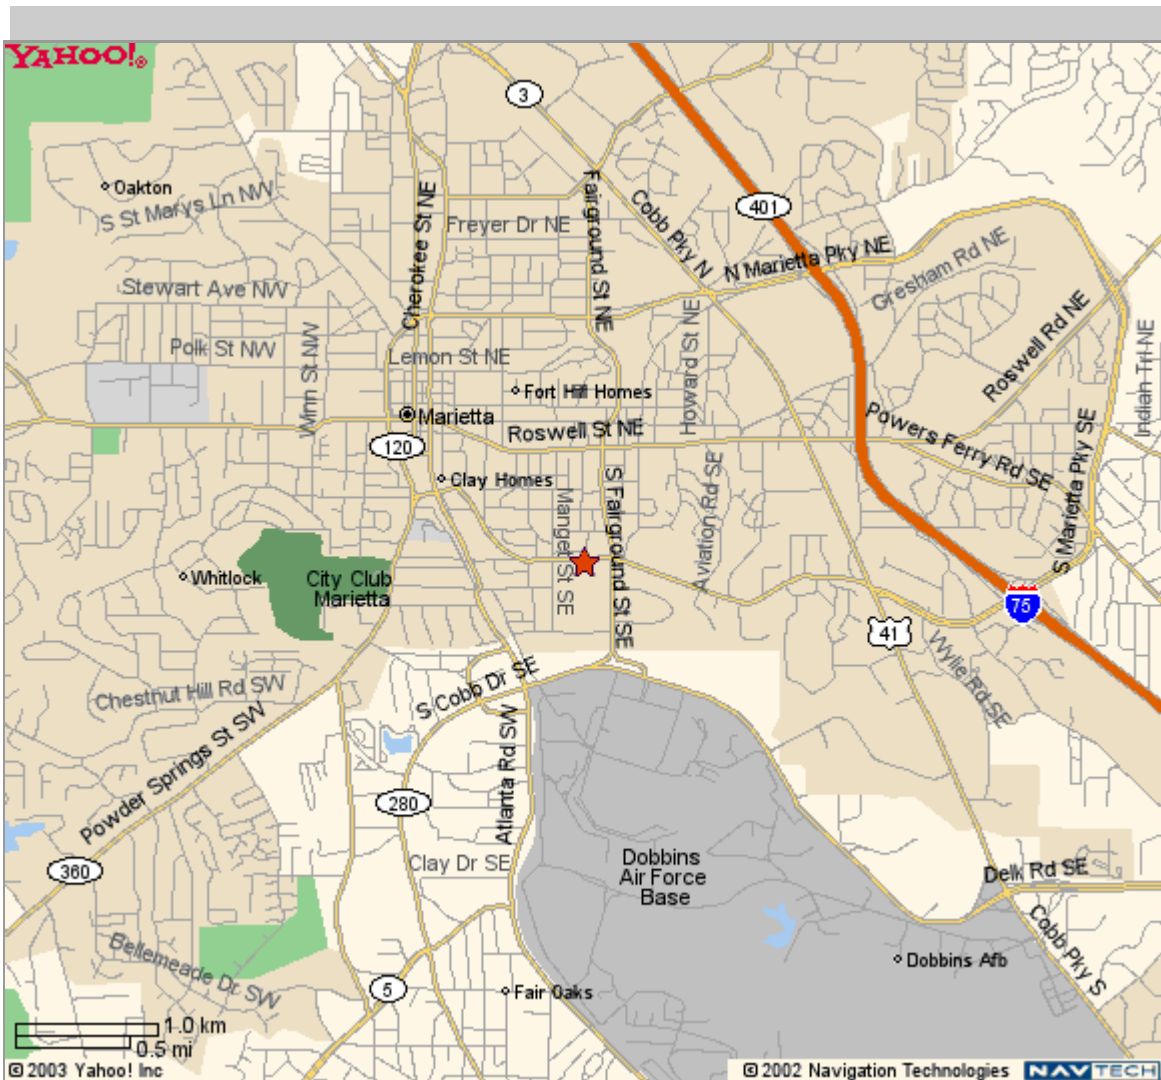 YAHOO!®
3
Oakton
S St Marys Ln NW
Cherokee St NE
Freyer Dr NE
Fairground St NE
Cobb Pky N
401
N Marietta Pky NE
Gresham Rd NE
Stewart Ave NW
Polk St NW
Winn St NW
Lemon St NE
Howard St NE
Roswell Rd NE
Indian Trl NE
Fort Hill Homes
Marietta
Roswell St NE
Powers Ferry Rd SE
120
Clay Homes
Manget St SE
S Fairground St SE
Aviation Rd SE
S Marietta Pky SE
Whitlock
City Club
Marietta
75
41
Wylie Rd SE
Chestnut Hill Rd SW
S Cobb Dr SE
Powder Springs St SW
Atlanta Rd SW
280
360
Clay Dr SE
Dobbins
Air Force
Base
Delk Rd SE
Cobb Pky S
Bellemeade Dr SW
Dobbins Afb
5
Fair Oaks
1.0 km
0.5 mi
©2003 Yahoo! Inc
©2002 Navigation Technologies NAVTECH